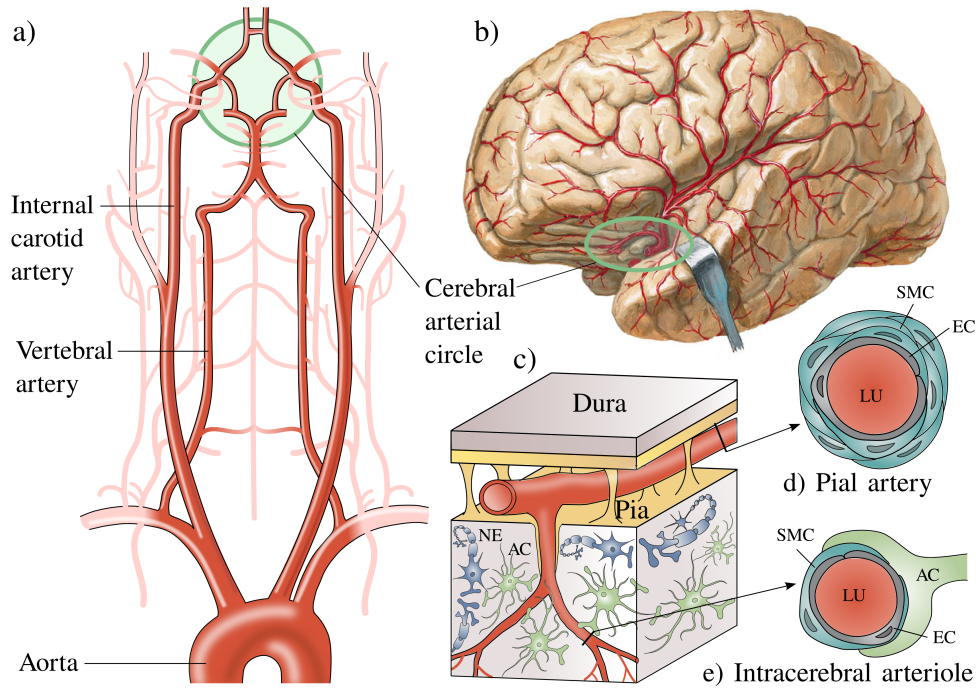 a)
Internal
carotid
artery
Vertebral
artery
Aorta
Cerebral
arterial
circle
b)
c)
Dura
Pia
NE
AC
SMC
EC
LU
d) Pial artery
SMC
AC
LU
EC
e) Intracerebral arteriole